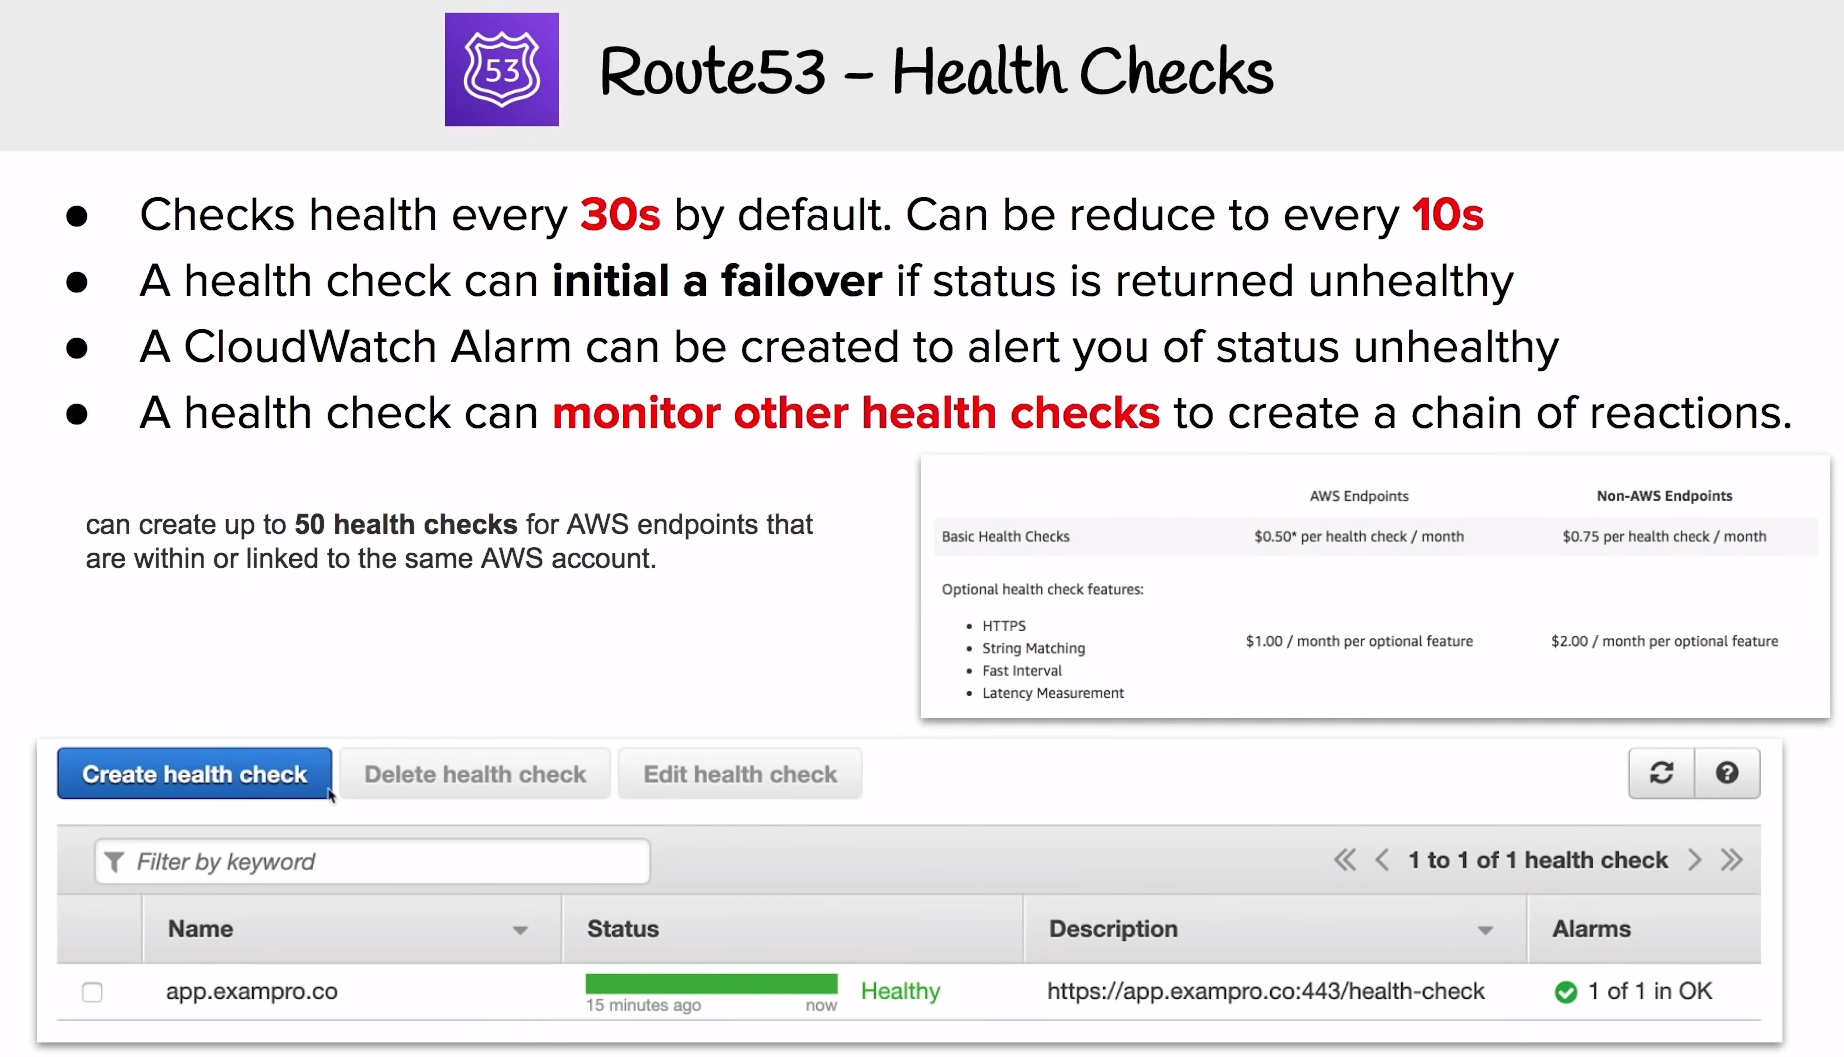 53
Route53 – Health Checks
● Checks health every 30s by default. Can be reduce to every 10s
● A health check can initial a failover if status is returned unhealthy
● A CloudWatch Alarm can be created to alert you of status unhealthy
● A health check can monitor other health checks to create a chain of reactions.
can create up to 50 health checks for AWS endpoints that
are within or linked to the same AWS account.
AWS Endpoints Non-AWS Endpoints
Basic Health Checks $0.50* per health check / month $0.75 per health check / month
Optional health check features:
• HTTPS
• String Matching
$1.00 / month per optional feature $2.00 / month per optional feature
• Fast Interval
• Latency Measurement
Create health check Delete health check Edit health check ?
Filter by keyword 1 to 1 of 1 health check
Name Status Description Alarms
app.exampro.co Healthy https://app.exampro.co:443/health-check 1 of 1 in OK
15 minutes ago now